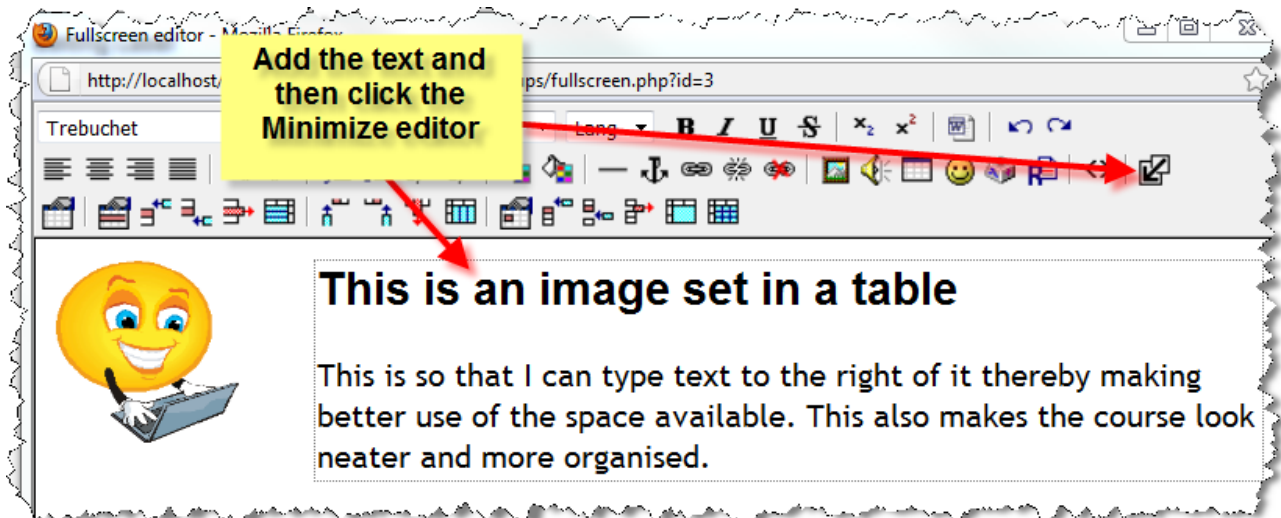 Fullscreen editor - Mozilla Firefox
http://localhost/ ups/fullscreen.php?id=3
Add the text and
then click the
Minimize editor
Trebuchet Lang B I U S x₂ x²
This is an image set in a table
This is so that I can type text to the right of it thereby making
better use of the space available. This also makes the course look
neater and more organised.